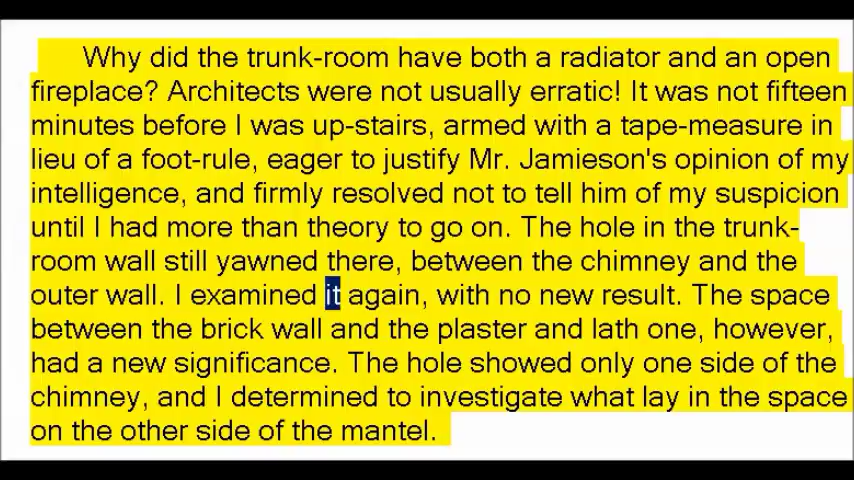 Why did the trunk-room have both a radiator and an open
fireplace? Architects were not usually erratic! It was not fifteen
minutes before I was up-stairs, armed with a tape-measure in
lieu of a foot-rule, eager to justify Mr. Jamieson's opinion of my
intelligence, and firmly resolved not to tell him of my suspicion
until I had more than theory to go on. The hole in the trunk-
room wall still yawned there, between the chimney and the
outer wall. I examined it again, with no new result. The space
between the brick wall and the plaster and lath one, however,
had a new significance. The hole showed only one side of the
chimney, and I determined to investigate what lay in the space
on the other side of the mantel.